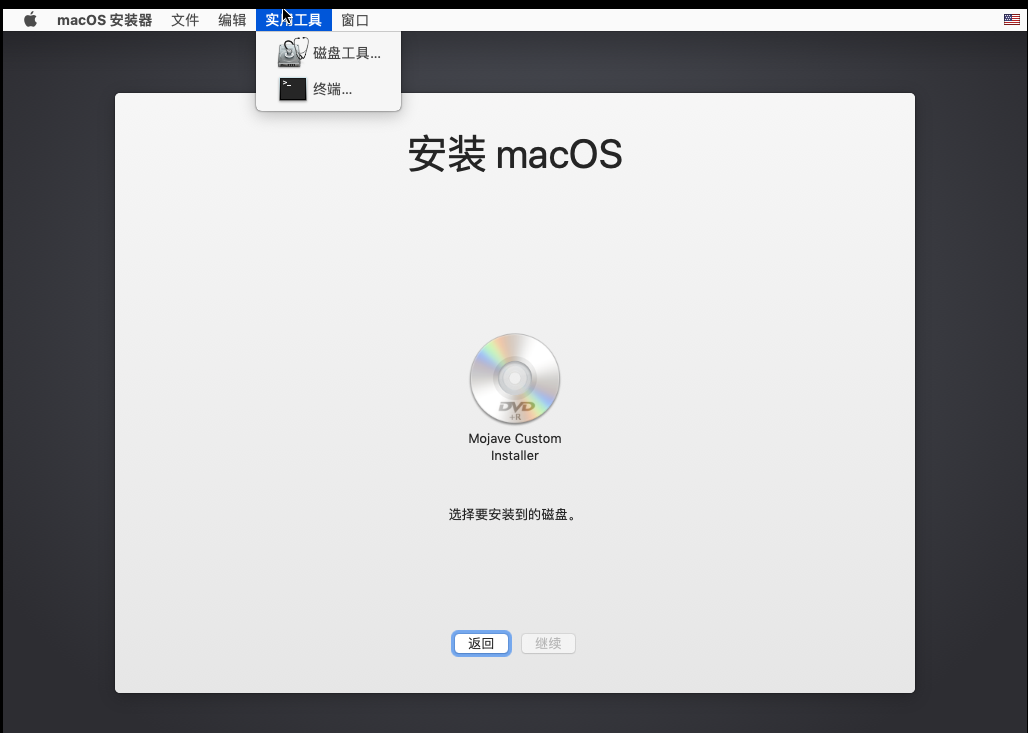 macOS 安装器 文件 编辑 实用工具 窗口
磁盘工具...
>_
终端...
安装 macOS
DVD
+R
Mojave Custom
Installer
选择要安装到的磁盘。
返回 继续